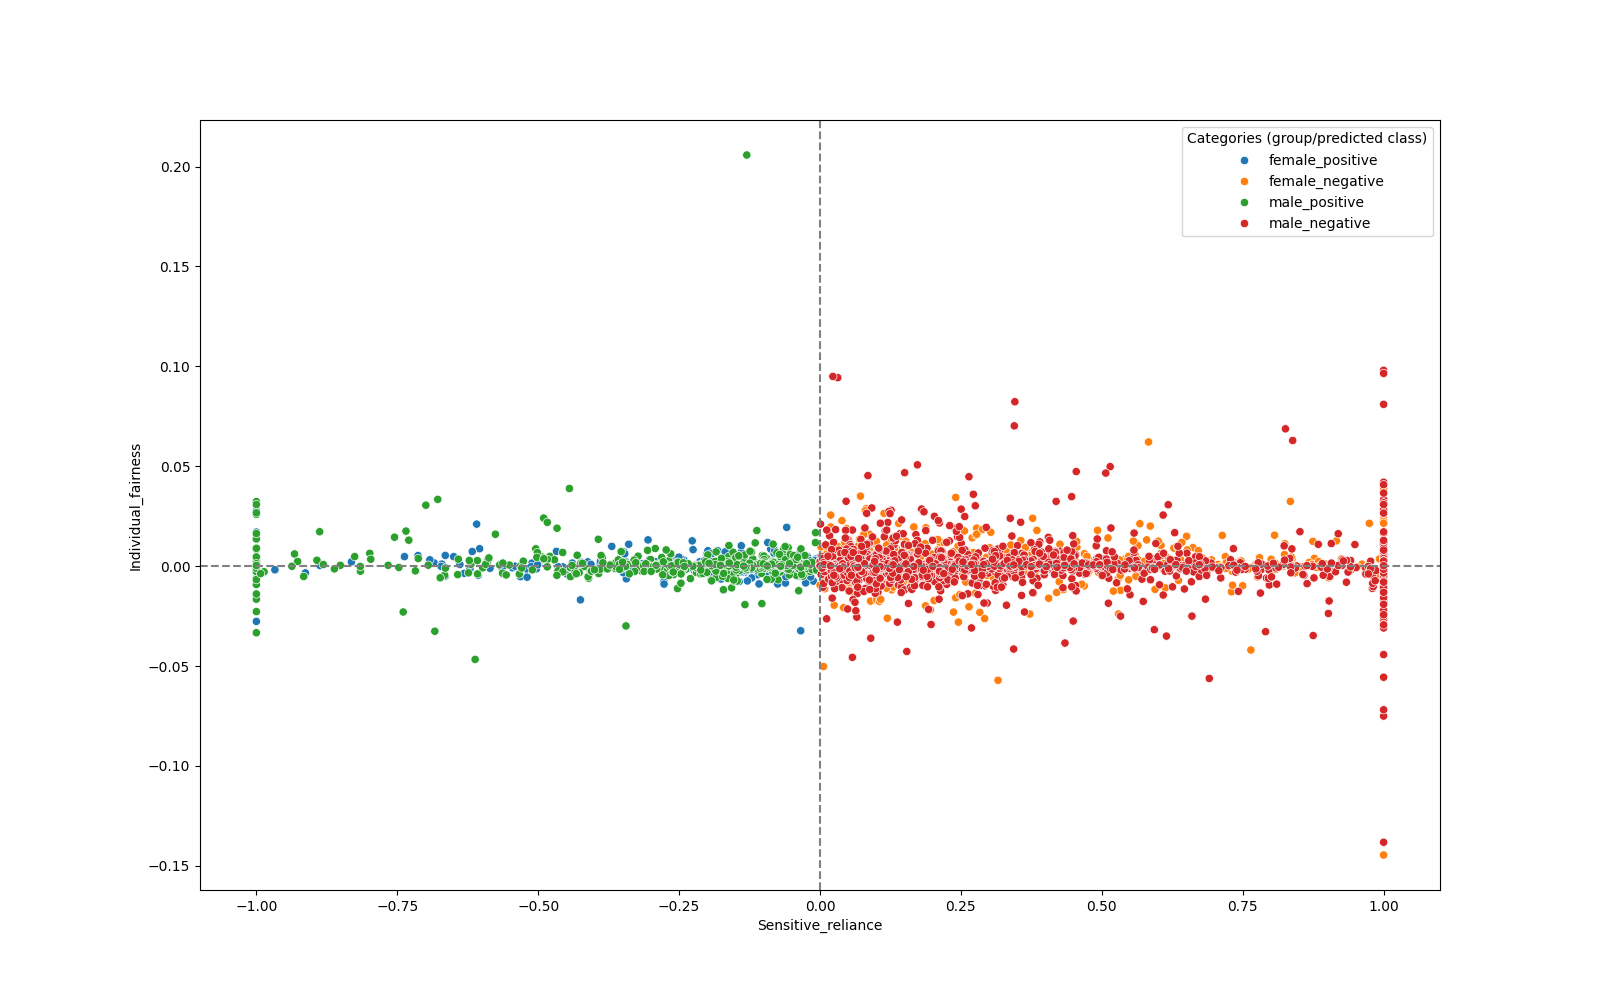 Categories (group/predicted class)
female_positive
female_negative
male_positive
male_negative
Individual_fairness
0.20
0.15
0.10
0.05
0.00
−0.05
−0.10
−0.15
−1.00
−0.75
−0.50
−0.25
0.00
0.25
0.50
0.75
1.00
Sensitive_reliance